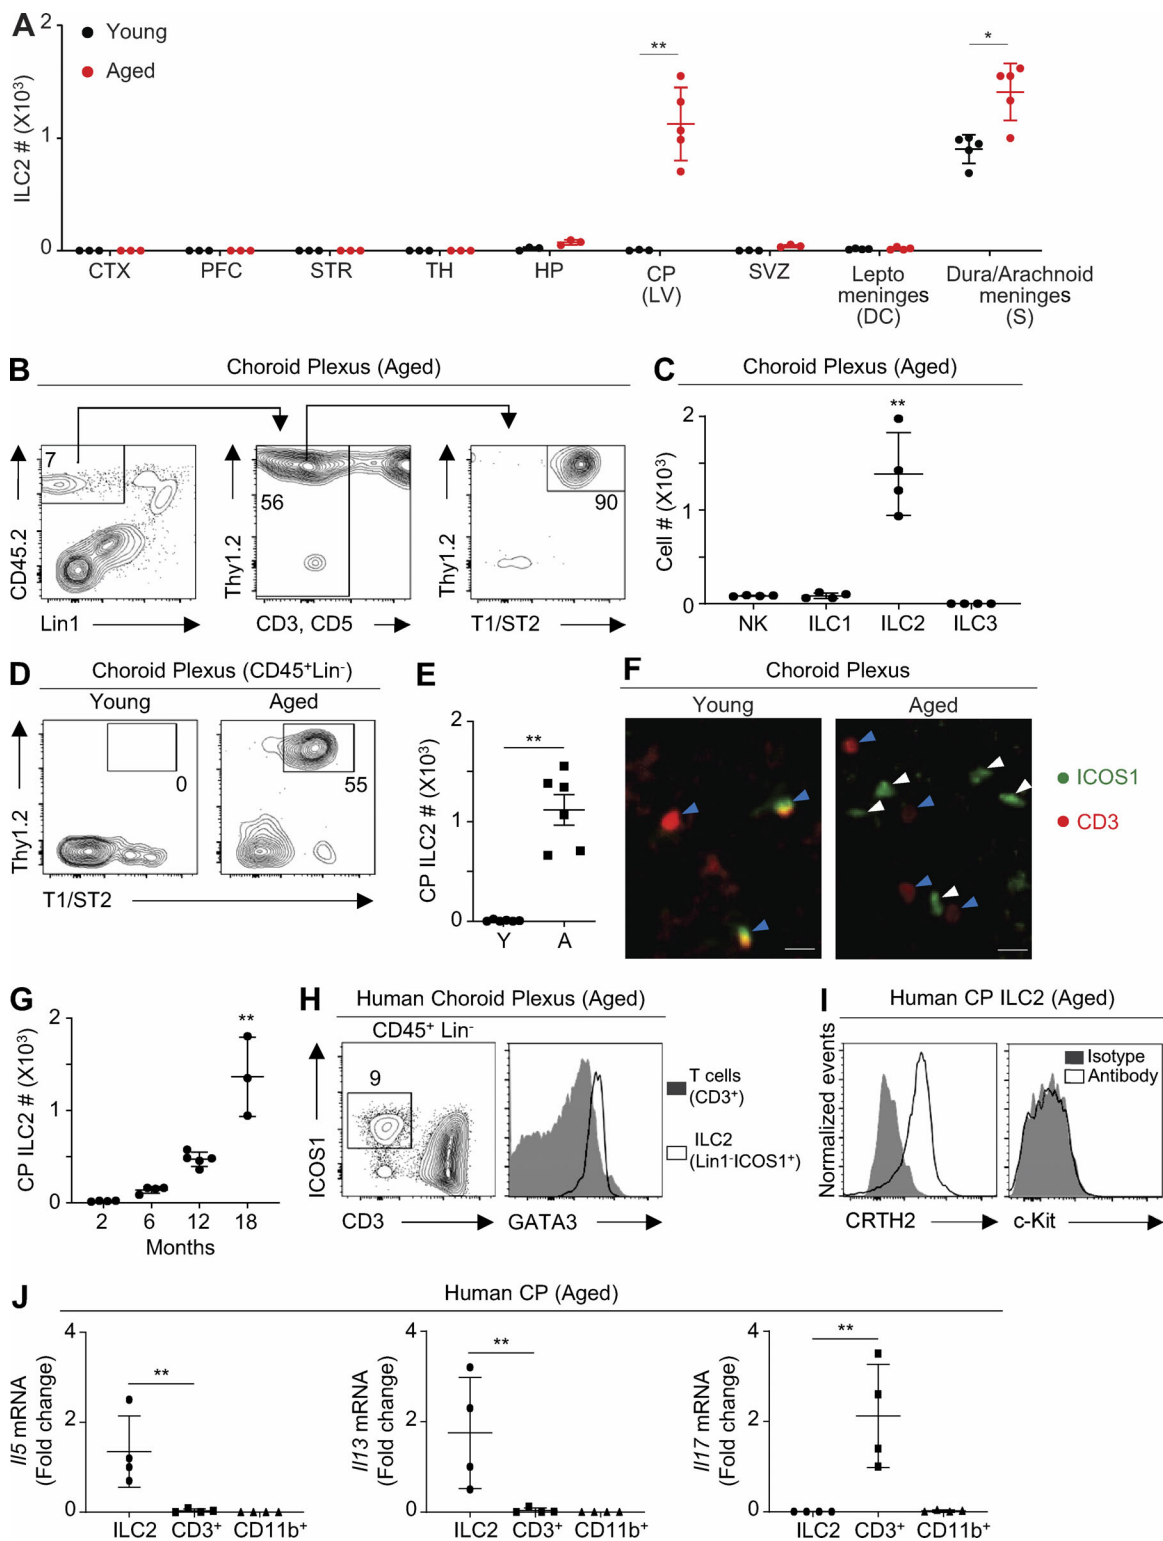 A
ILC2 # (X10³)
2
1
0
Young
Aged
**
*
CTX
PFC
STR
TH
HP
CP
(LV)
SVZ
Lepto
meninges
(DC)
Dura/Arachnoid
meninges
(S)
B
Choroid Plexus (Aged)
7
CD45.2
Lin1
56
Thy1.2
CD3, CD5
90
Thy1.2
T1/ST2
C
Choroid Plexus (Aged)
Cell # (X10³)
2
1
0
**
NK
ILC1
ILC2
ILC3
D
Choroid Plexus (CD45⁺Lin⁻)
Young
Aged
0
55
Thy1.2
T1/ST2
E
CP ILC2 # (X10³)
2
1
0
**
Y
A
F
Choroid Plexus
Young
Aged
ICOS1
CD3
G
CP ILC2 # (X10³)
2
1
0
**
2
6
12
18
Months
H
Human Choroid Plexus (Aged)
CD45⁺ Lin⁻
9
ICOS1
CD3
GATA3
T cells
(CD3⁺)
ILC2
(Lin1⁻ICOS1⁺)
I
Human CP ILC2 (Aged)
Normalized events
Isotype
Antibody
CRTH2
c-Kit
J
Human CP (Aged)
Il5 mRNA
(Fold change)
4
2
0
**
ILC2
CD3⁺
CD11b⁺
Il13 mRNA
(Fold change)
4
2
0
**
ILC2
CD3⁺
CD11b⁺
Il17 mRNA
(Fold change)
4
2
0
**
ILC2
CD3⁺
CD11b⁺